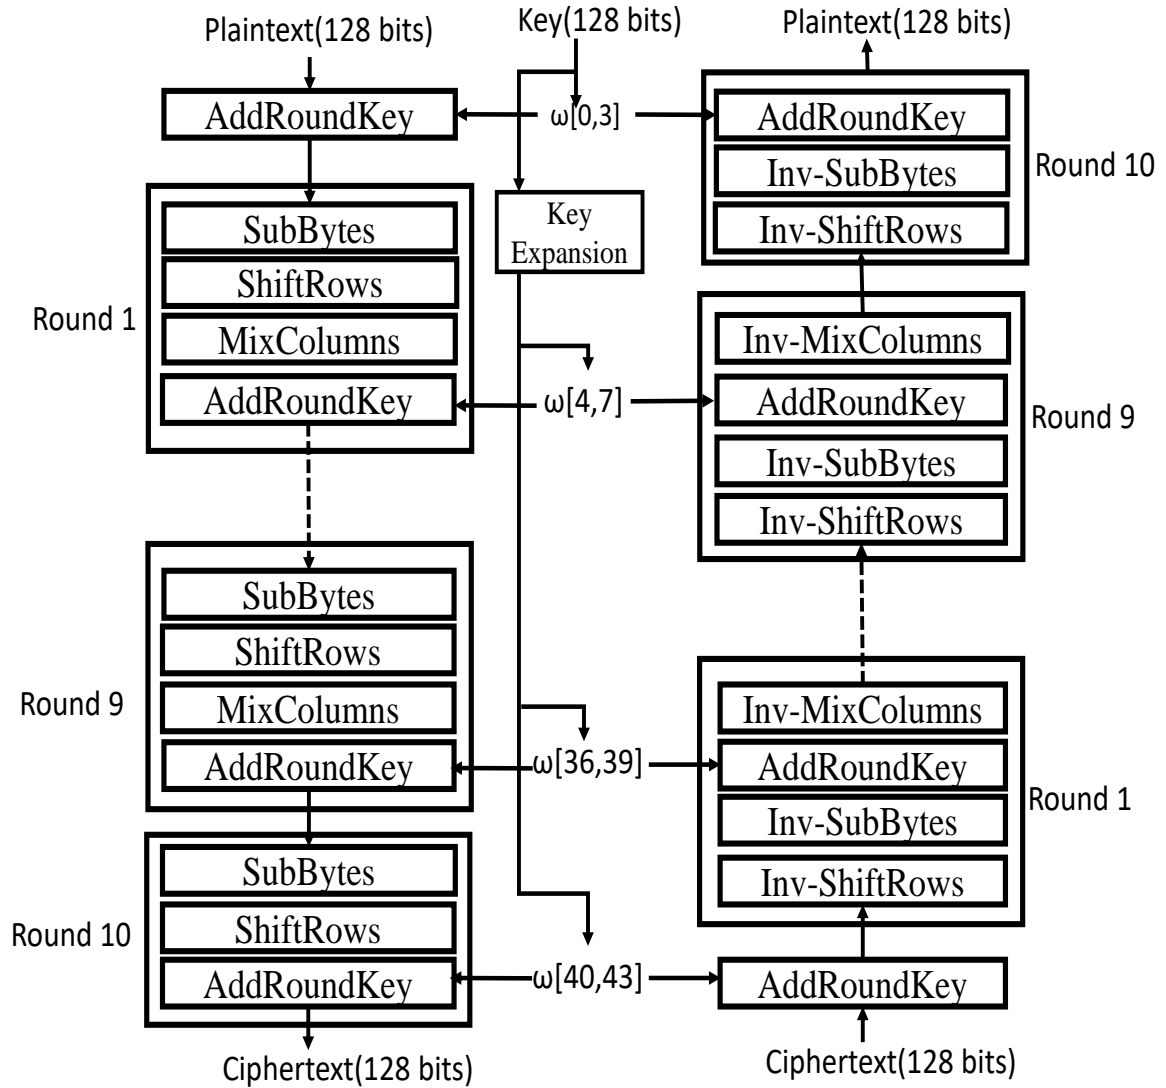 Plaintext(128 bits)
AddRoundKey
Round 1
SubBytes
ShiftRows
MixColumns
AddRoundKey
Round 9
SubBytes
ShiftRows
MixColumns
AddRoundKey
Round 10
SubBytes
ShiftRows
AddRoundKey
Ciphertext(128 bits)
Key(128 bits)
ω[0,3]
Key
Expansion
ω[4,7]
ω[36,39]
ω[40,43]
Plaintext(128 bits)
AddRoundKey
Inv-SubBytes
Inv-ShiftRows
Round 10
Inv-MixColumns
AddRoundKey
Inv-SubBytes
Inv-ShiftRows
Round 9
Inv-MixColumns
AddRoundKey
Inv-SubBytes
Inv-ShiftRows
Round 1
AddRoundKey
Ciphertext(128 bits)